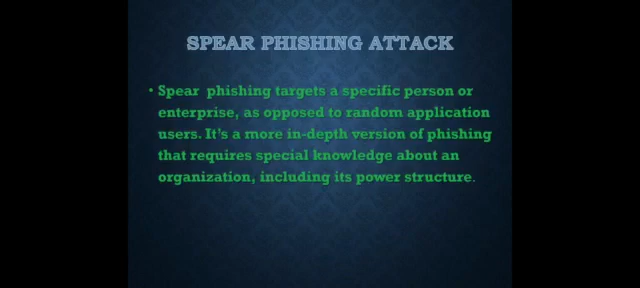 SPEAR PHISHING ATTACK
• Spear phishing targets a specific person or
enterprise, as opposed to random application
users. It's a more in-depth version of phishing
that requires special knowledge about an
organization, including its power structure.